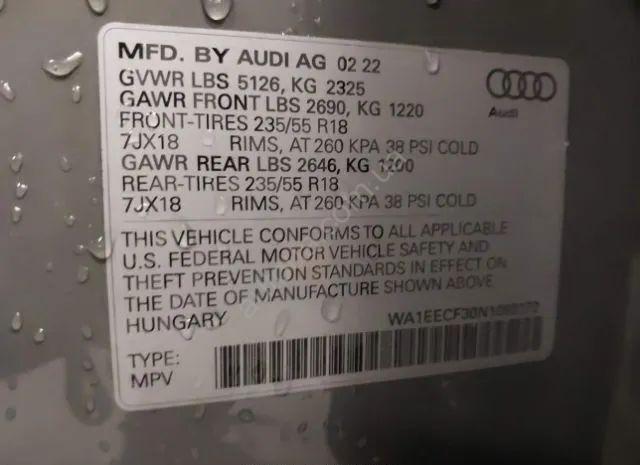 MFD. BY AUDI AG 02 22
GVWR LBS 5126, KG 2325
GAWR FRONT LBS 2690, KG 1220
FRONT-TIRES 235/55 R18
7JX18 RIMS, AT 260 KPA 38 PSI COLD
GAWR REAR LBS 2646, KG 1200
REAR-TIRES 235/55 R18
7JX18 RIMS, AT 260 KPA 38 PSI COLD
Audi
THIS VEHICLE CONFORMS TO ALL APPLICABLE
U.S. FEDERAL MOTOR VEHICLE SAFETY AND
THEFT PREVENTION STANDARDS IN EFFECT ON
THE DATE OF MANUFACTURE SHOWN ABOVE
HUNGARY
TYPE:
MPV